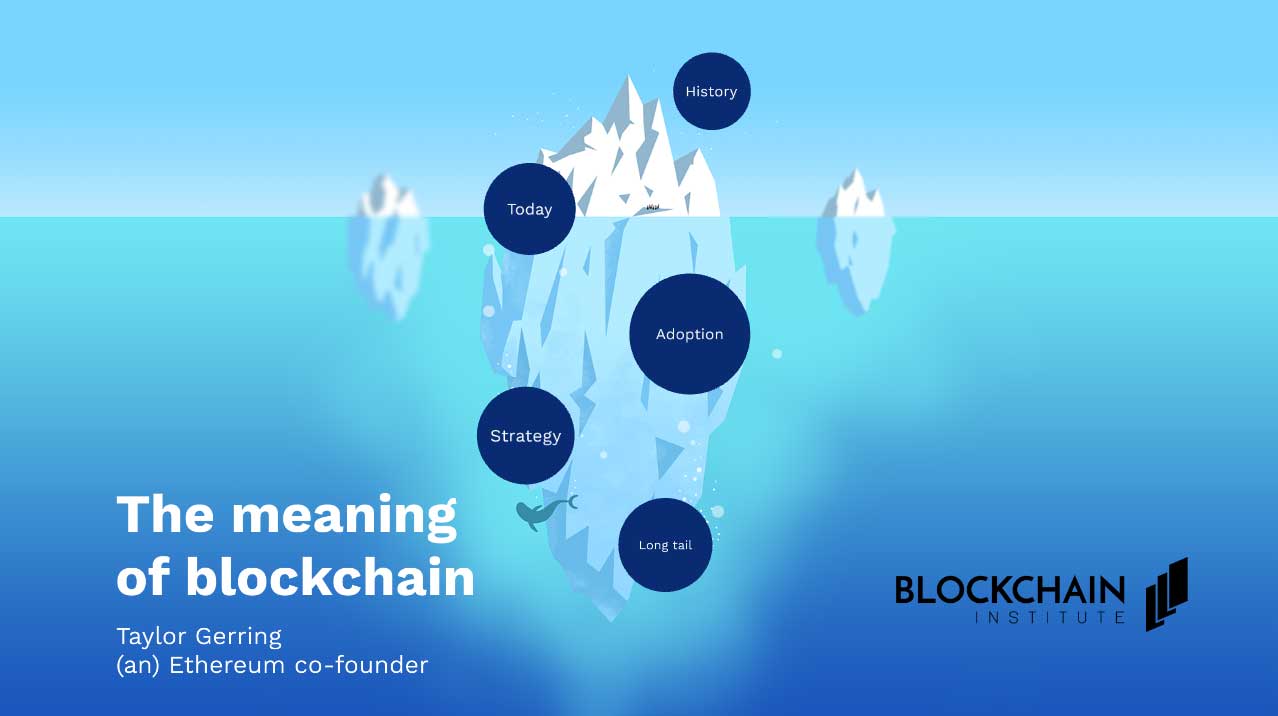 History
Today
Adoption
Strategy
Long tail
The meaning
of blockchain
Taylor Gerring
(an) Ethereum co-founder
BLOCKCHAIN
INSTITUTE